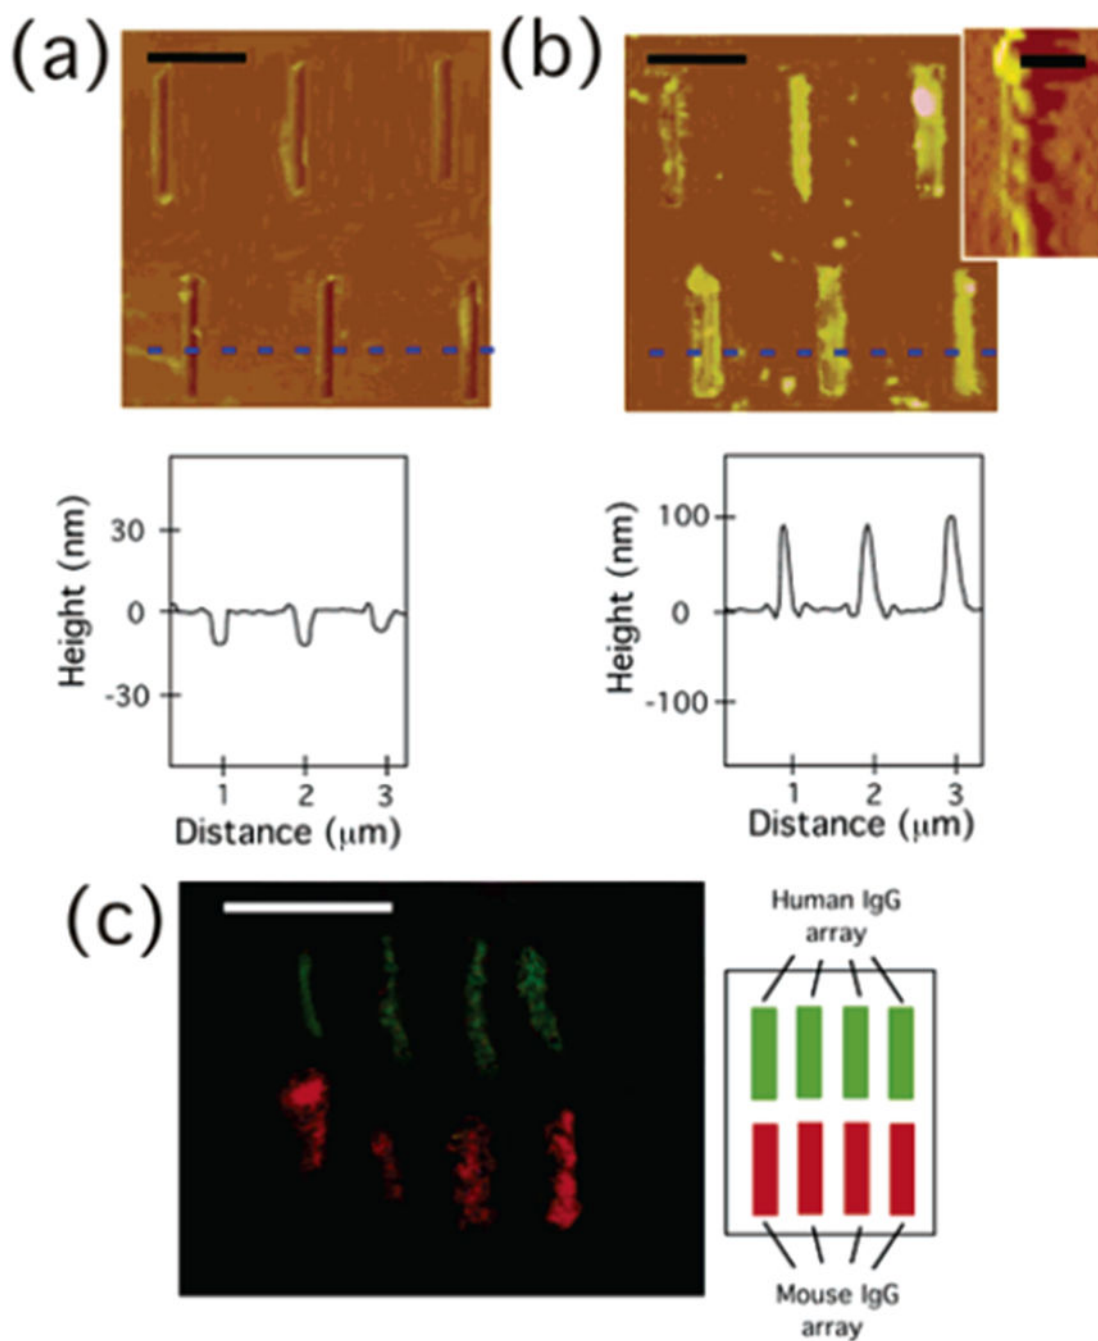 (a)
(b)
Height (nm)
30
0
-30
1 2 3
Distance (μm)
Height (nm)
100
0
-100
1 2 3
Distance (μm)
(c)
Human IgG
array
Mouse IgG
array